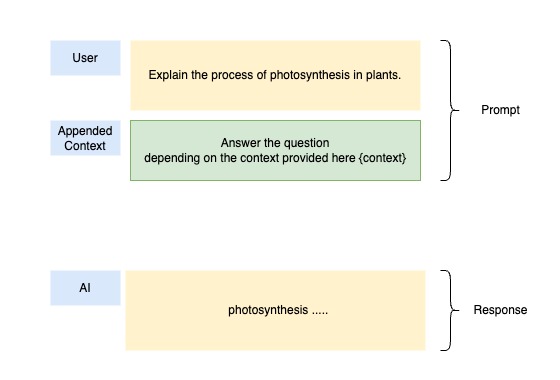 User
Explain the process of photosynthesis in plants.
Prompt
Appended
Context
Answer the question
depending on the context provided here {context}
AI
photosynthesis .....
Response